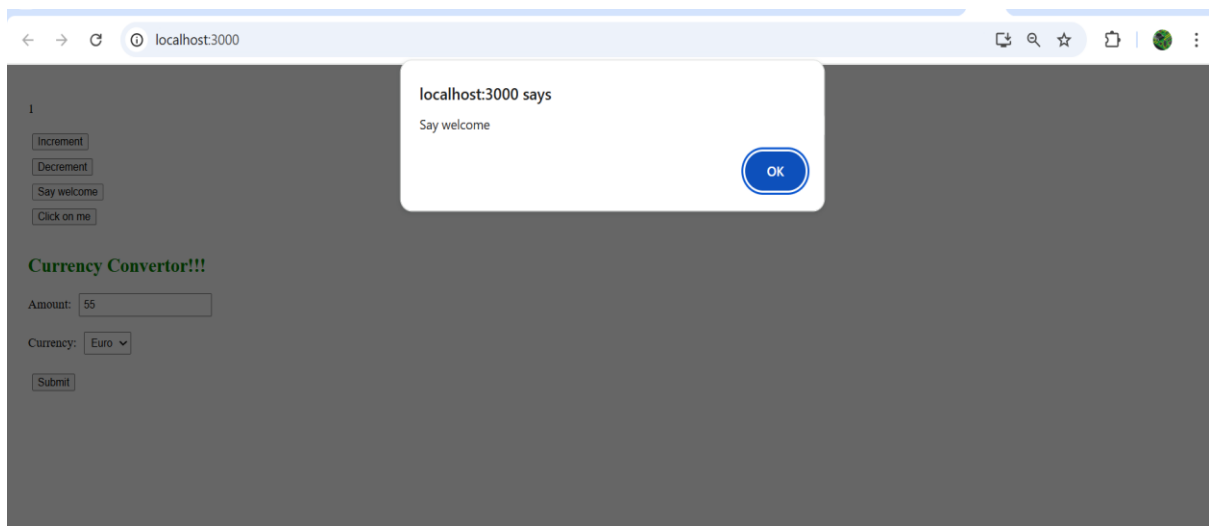 localhost:3000
localhost:3000 says
Say welcome
OK
1
Increment
Decrement
Say welcome
Click on me
Currency Convertor!!!
Amount: 55
Currency: Euro
Submit